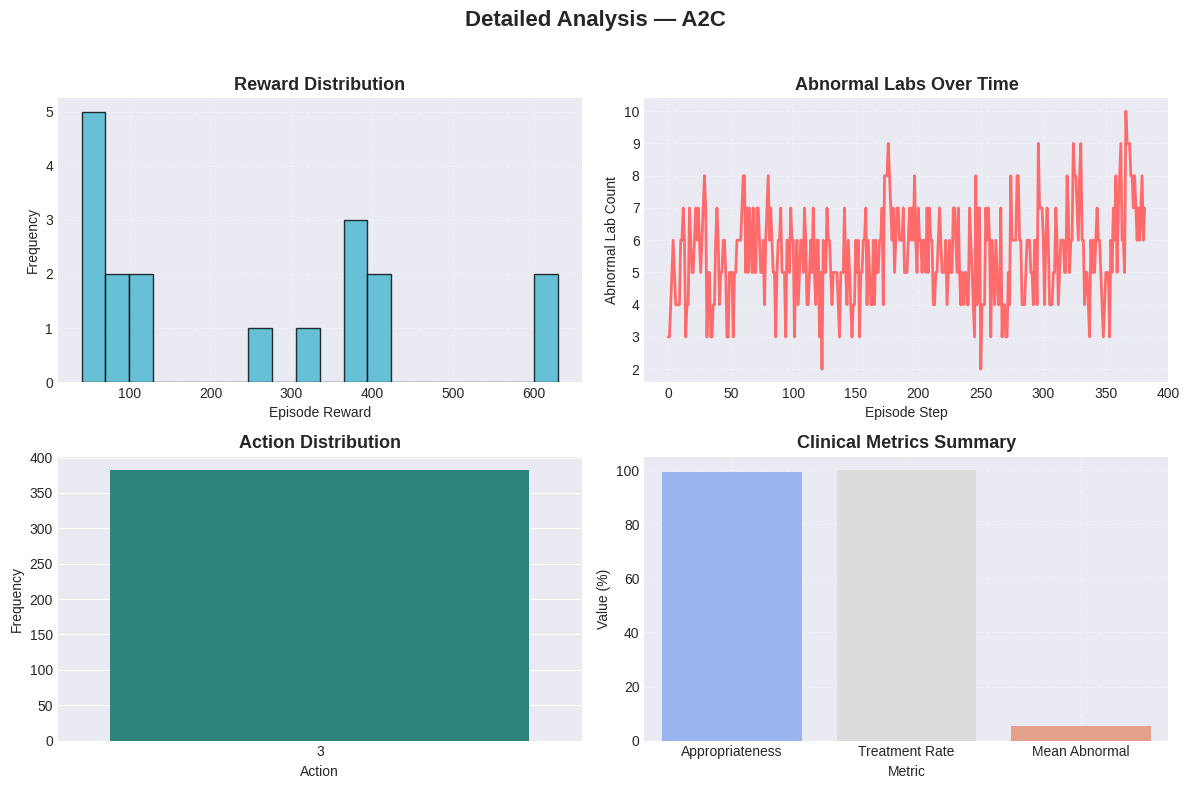 Detailed Analysis — A2C
Reward Distribution
5
4
3
2
1
0
Frequency
100 200 300 400 500 600
Episode Reward
Abnormal Labs Over Time
10
9
8
7
6
5
4
3
2
Abnormal Lab Count
0 50 100 150 200 250 300 350 400
Episode Step
Action Distribution
400
350
300
250
200
150
100
50
0
Frequency
3
Action
Clinical Metrics Summary
100
80
60
40
20
0
Value (%)
Appropriateness Treatment Rate Mean Abnormal
Metric